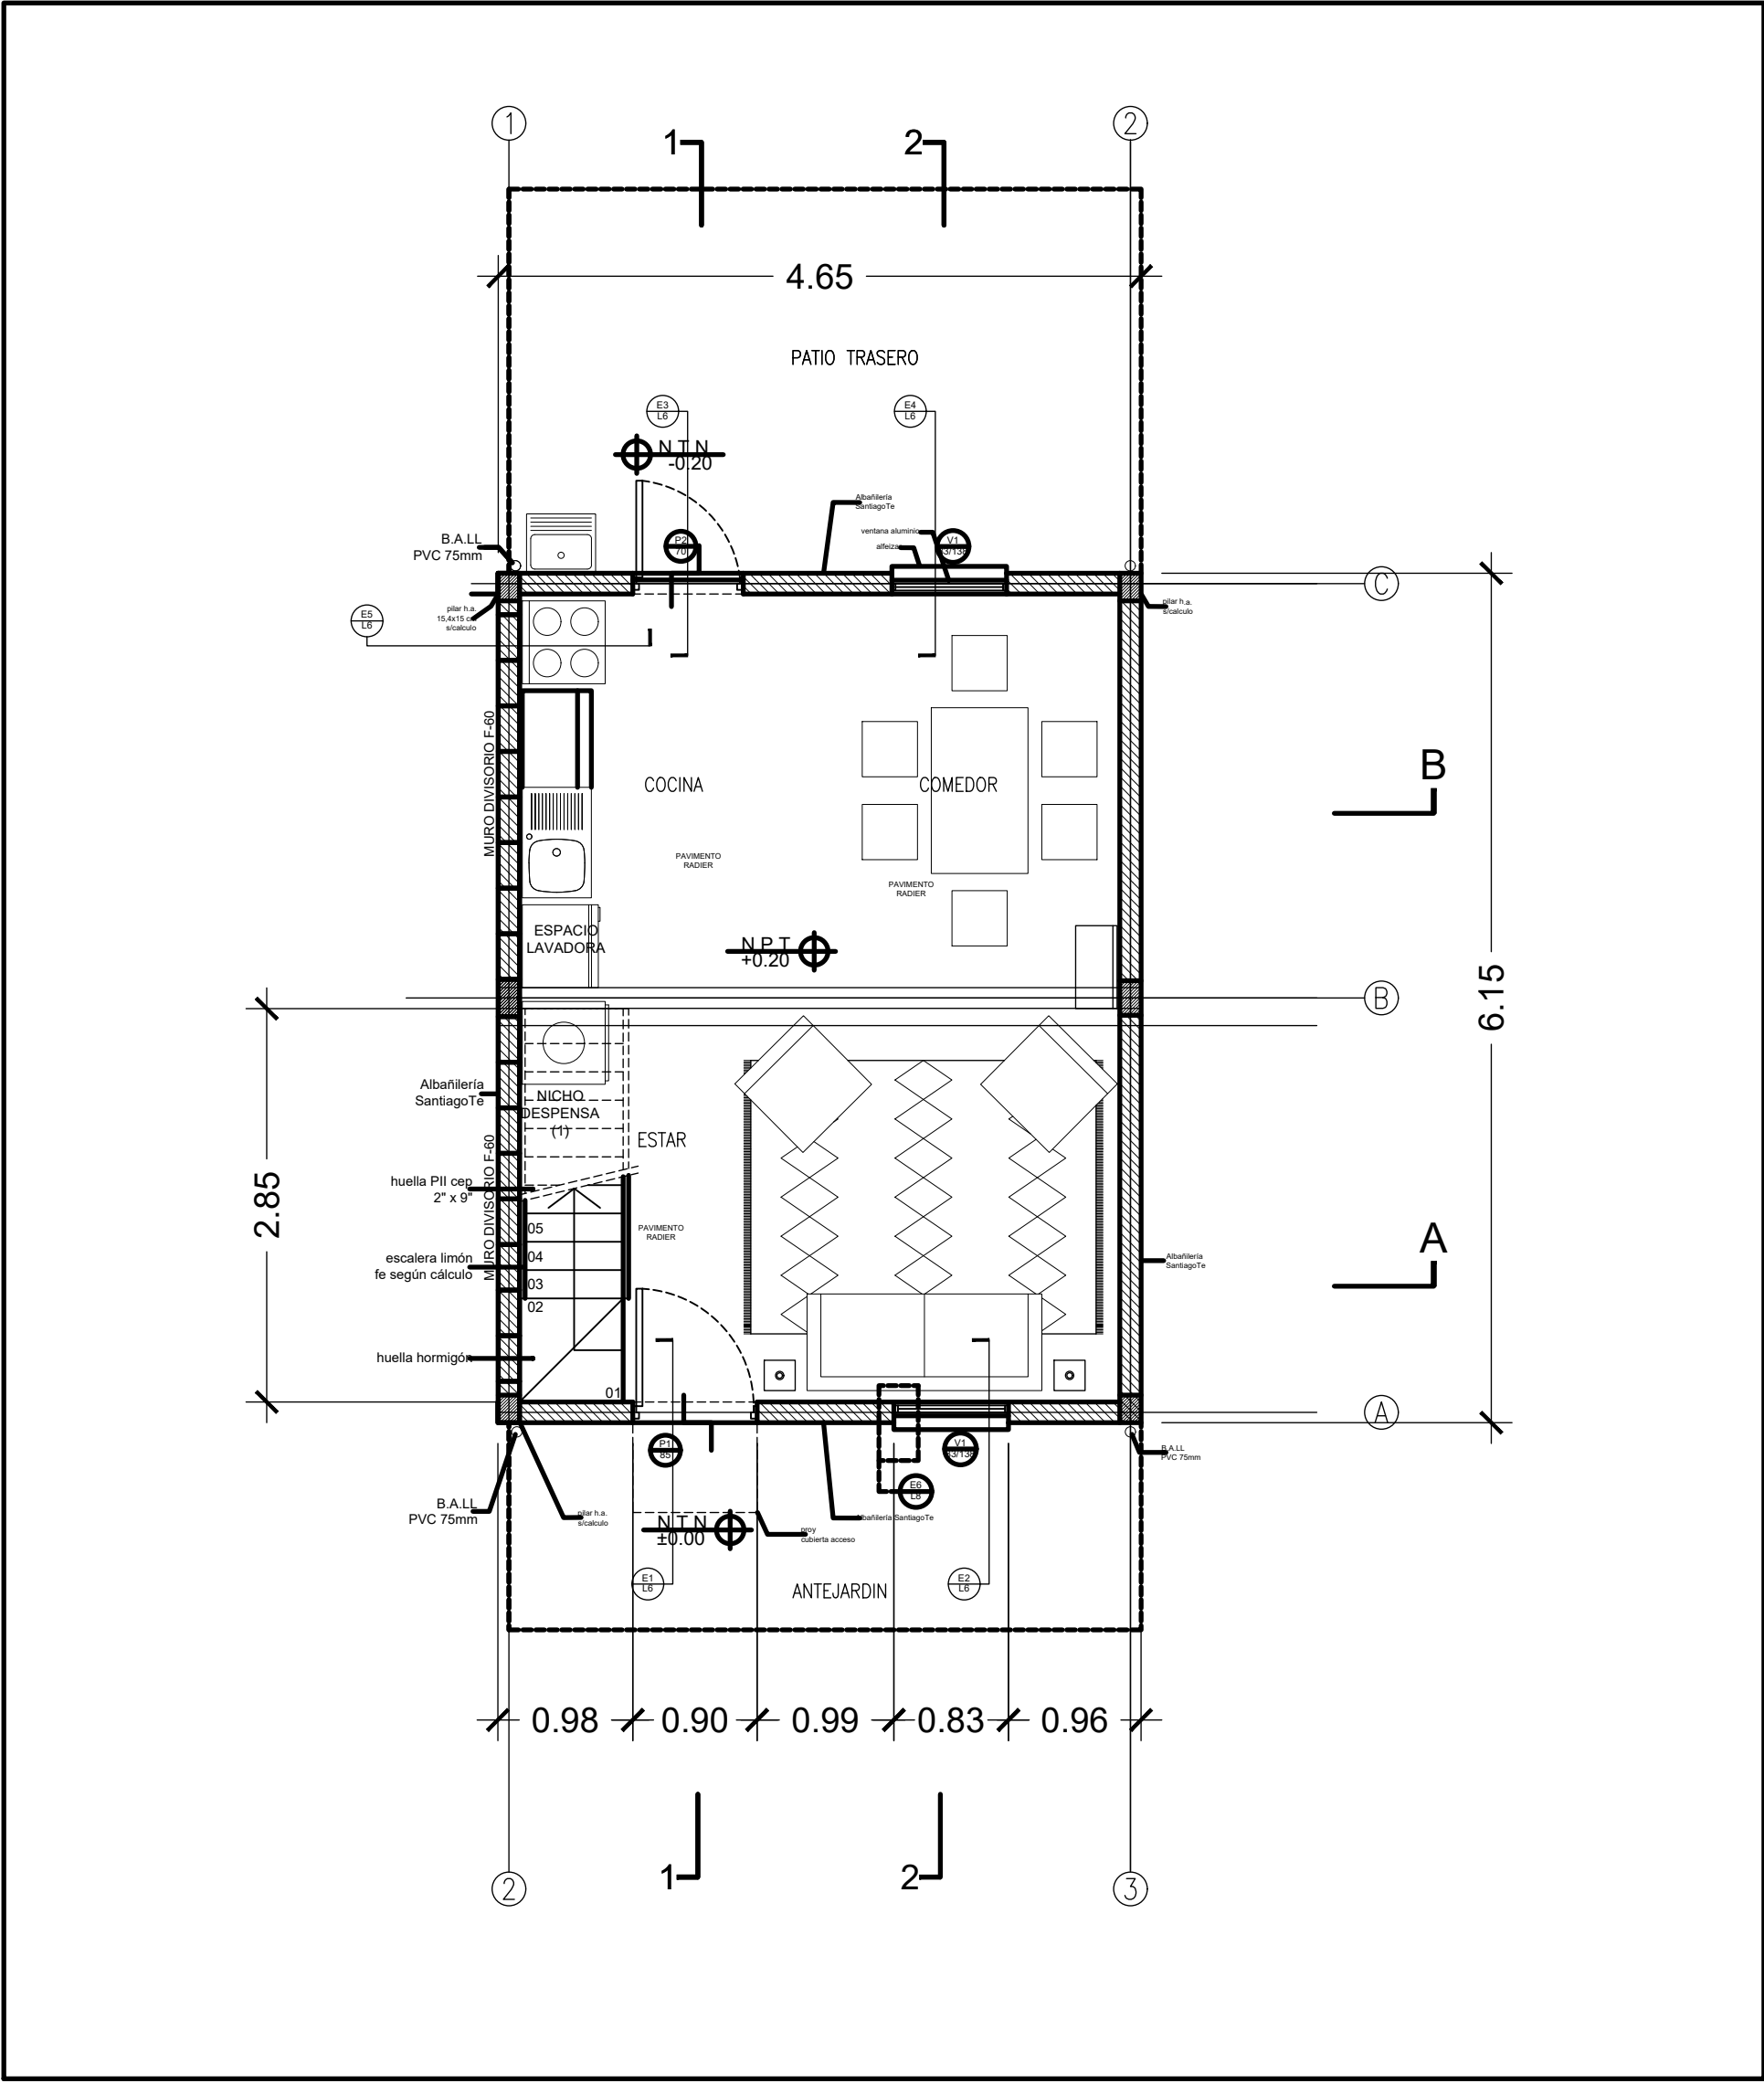 1
2
1
2
4.65
PATIO TRASERO
E3
L6
E4
L6
N T N
-0.20
Albañilería
SantiagoTe
ventana aluminio
alfeizar
B.A.LL
PVC 75mm
P2
70
V1
C
pilar h.a.
15,4x15 cm
s/calculo
pilar h.a.
s/calculo
E5
L6
MURO DIVISORIO F-60
COCINA
COMEDOR
B
PAVIMENTO
RADIER
PAVIMENTO
RADIER
ESPACIO
LAVADORA
N P T
+0.20
B
6.15
Albañilería
SantiagoTe
NICHO
DESPENSA
(1)
ESTAR
MURO DIVISORIO F-60
huella PII cep
2" x 9"
2.85
PAVIMENTO
RADIER
05
04
03
02
01
escalera limón
fe según cálculo
A
Albañilería
SantiagoTe
huella hormigón
A
P1
85
V1
B.A.LL
PVC 75mm
E6
L8
B.A.LL
PVC 75mm
pilar h.a.
s/calculo
Albañilería SantiagoTe
N T N
±0.00
proy
cubierta acceso
E1
L6
E2
L6
ANTEJARDIN
0.98
0.90
0.99
0.83
0.96
1
2
2
3